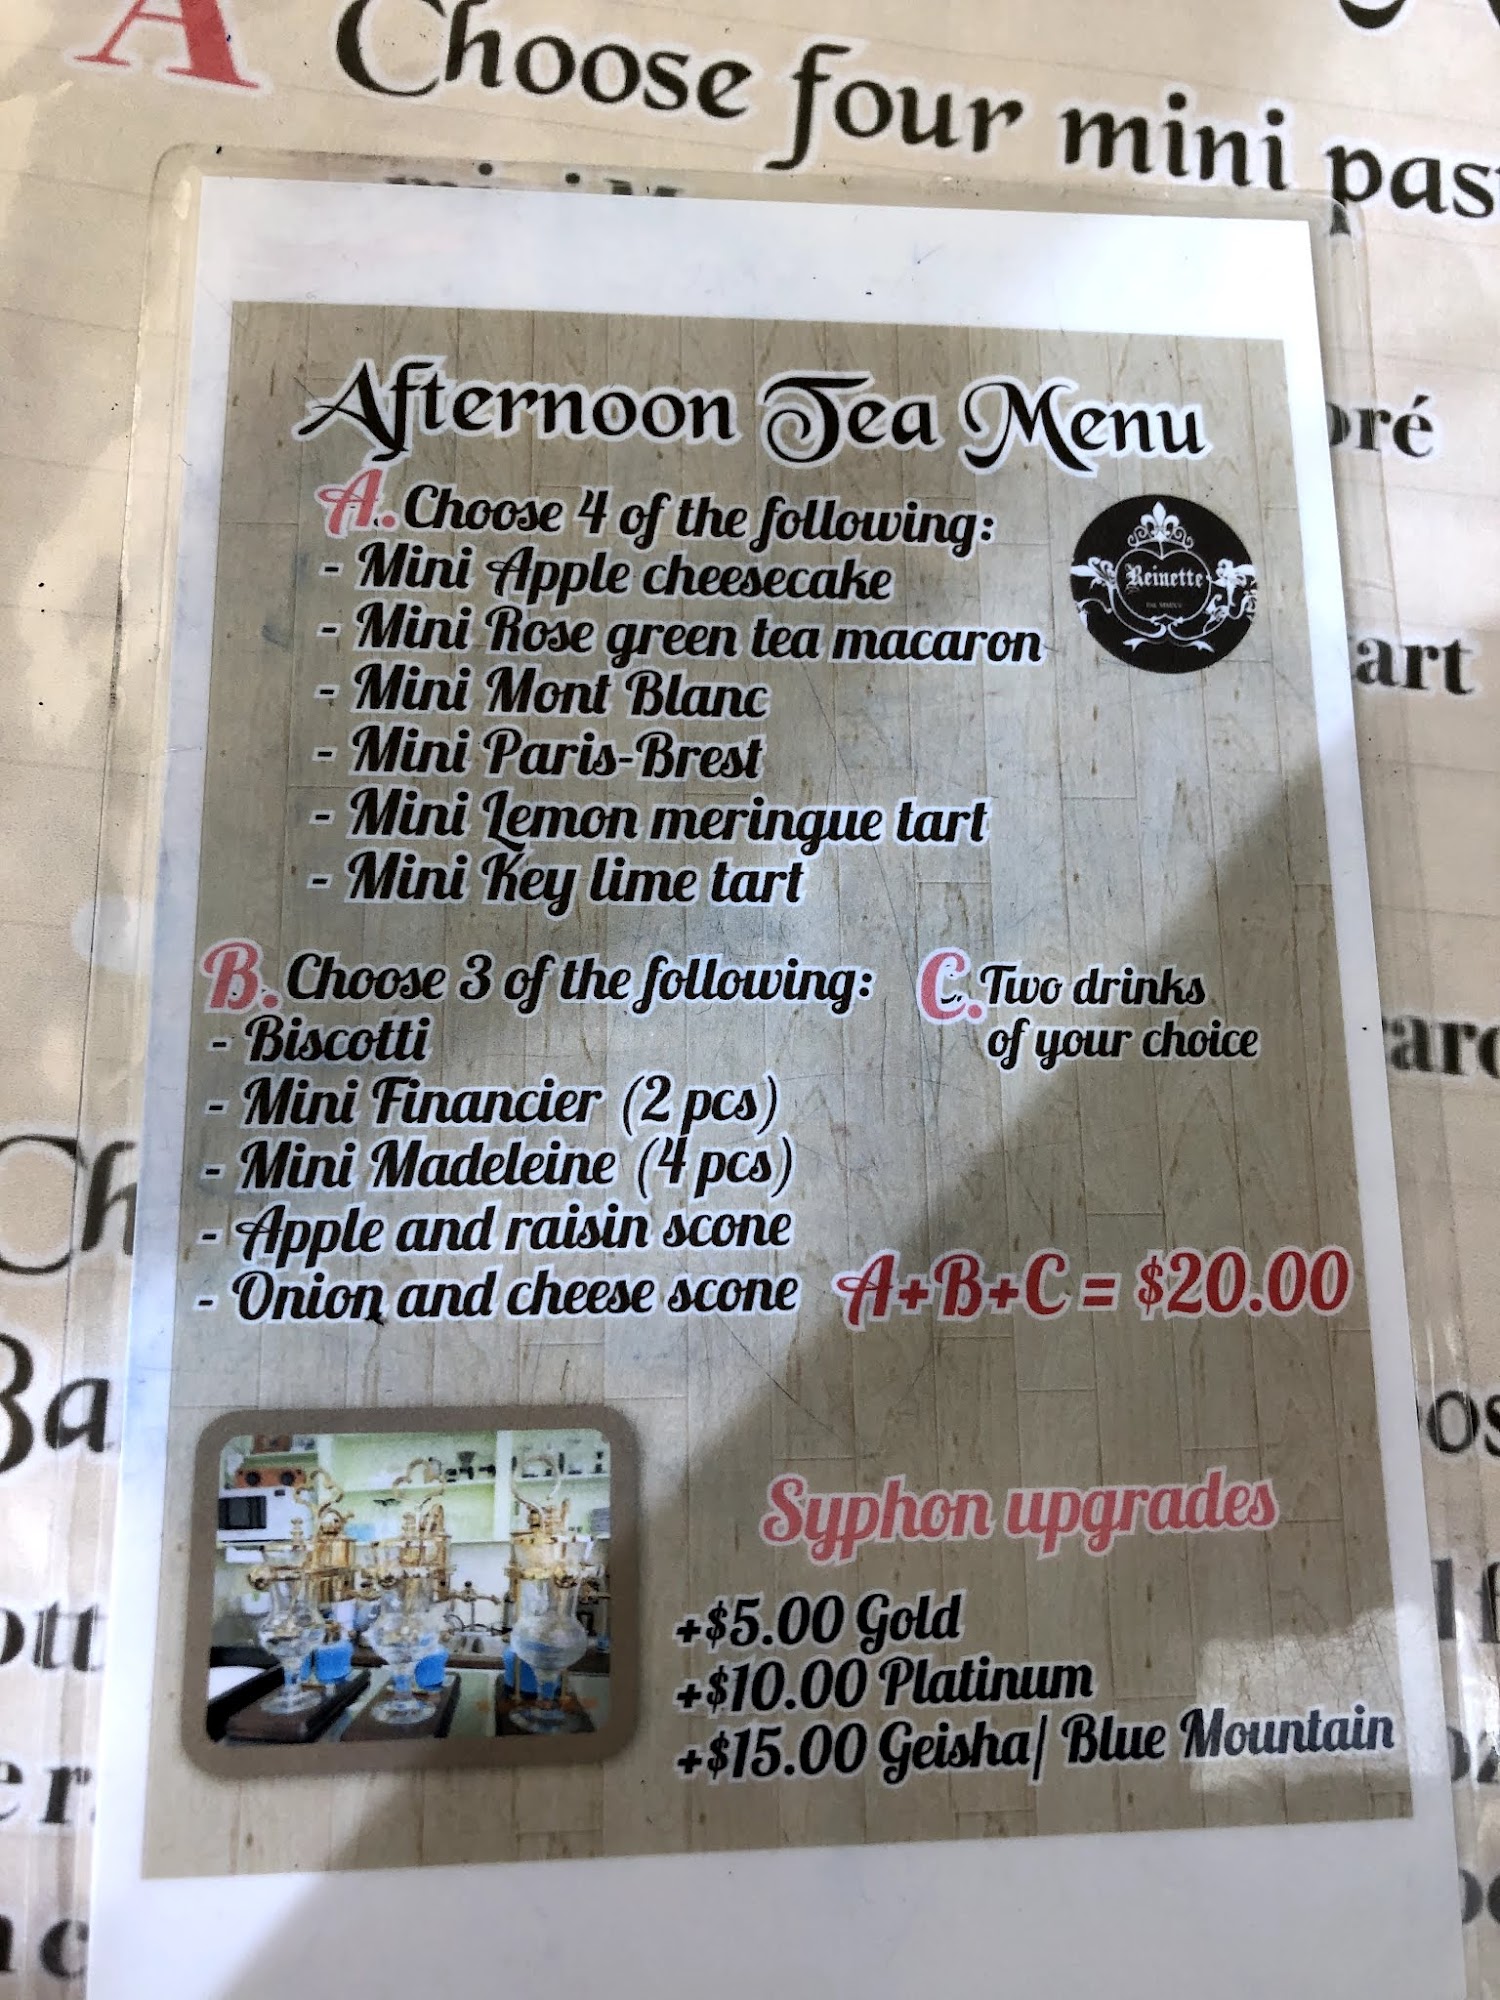 A Choose four mini
Afternoon Tea Menu
A. Choose 4 of the following:
- Mini Apple cheesecake
- Mini Rose green tea macaron
- Mini Mont Blanc
- Mini Paris-Brest
- Mini Lemon meringue tart
- Mini Key lime tart
Reinette
B. Choose 3 of the following:
- Biscotti
- Mini Financier (2 pcs)
- Mini Madeleine (4 pcs)
- Apple and raisin scone
- Onion and cheese scone
C. Two drinks
of your choice
A+B+C = $20.00
Syphon upgrades
+$5.00 Gold
+$10.00 Platinum
+$15.00 Geisha/ Blue Mountain